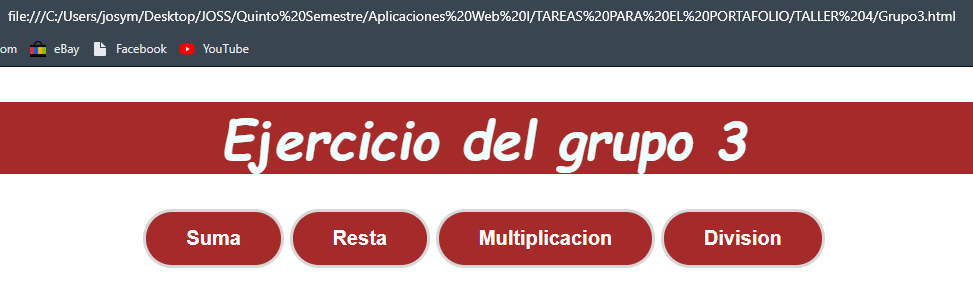 file:///C:/Users/josym/Desktop/JOSS/Quinto%20Semestre/Aplicaciones%20Web%20I/TAREAS%20PARA%20EL%20PORTAFOLIO/TALLER%204/Grupo3.html
om eBay Facebook YouTube
Ejercicio del grupo 3
Suma Resta Multiplicacion Division